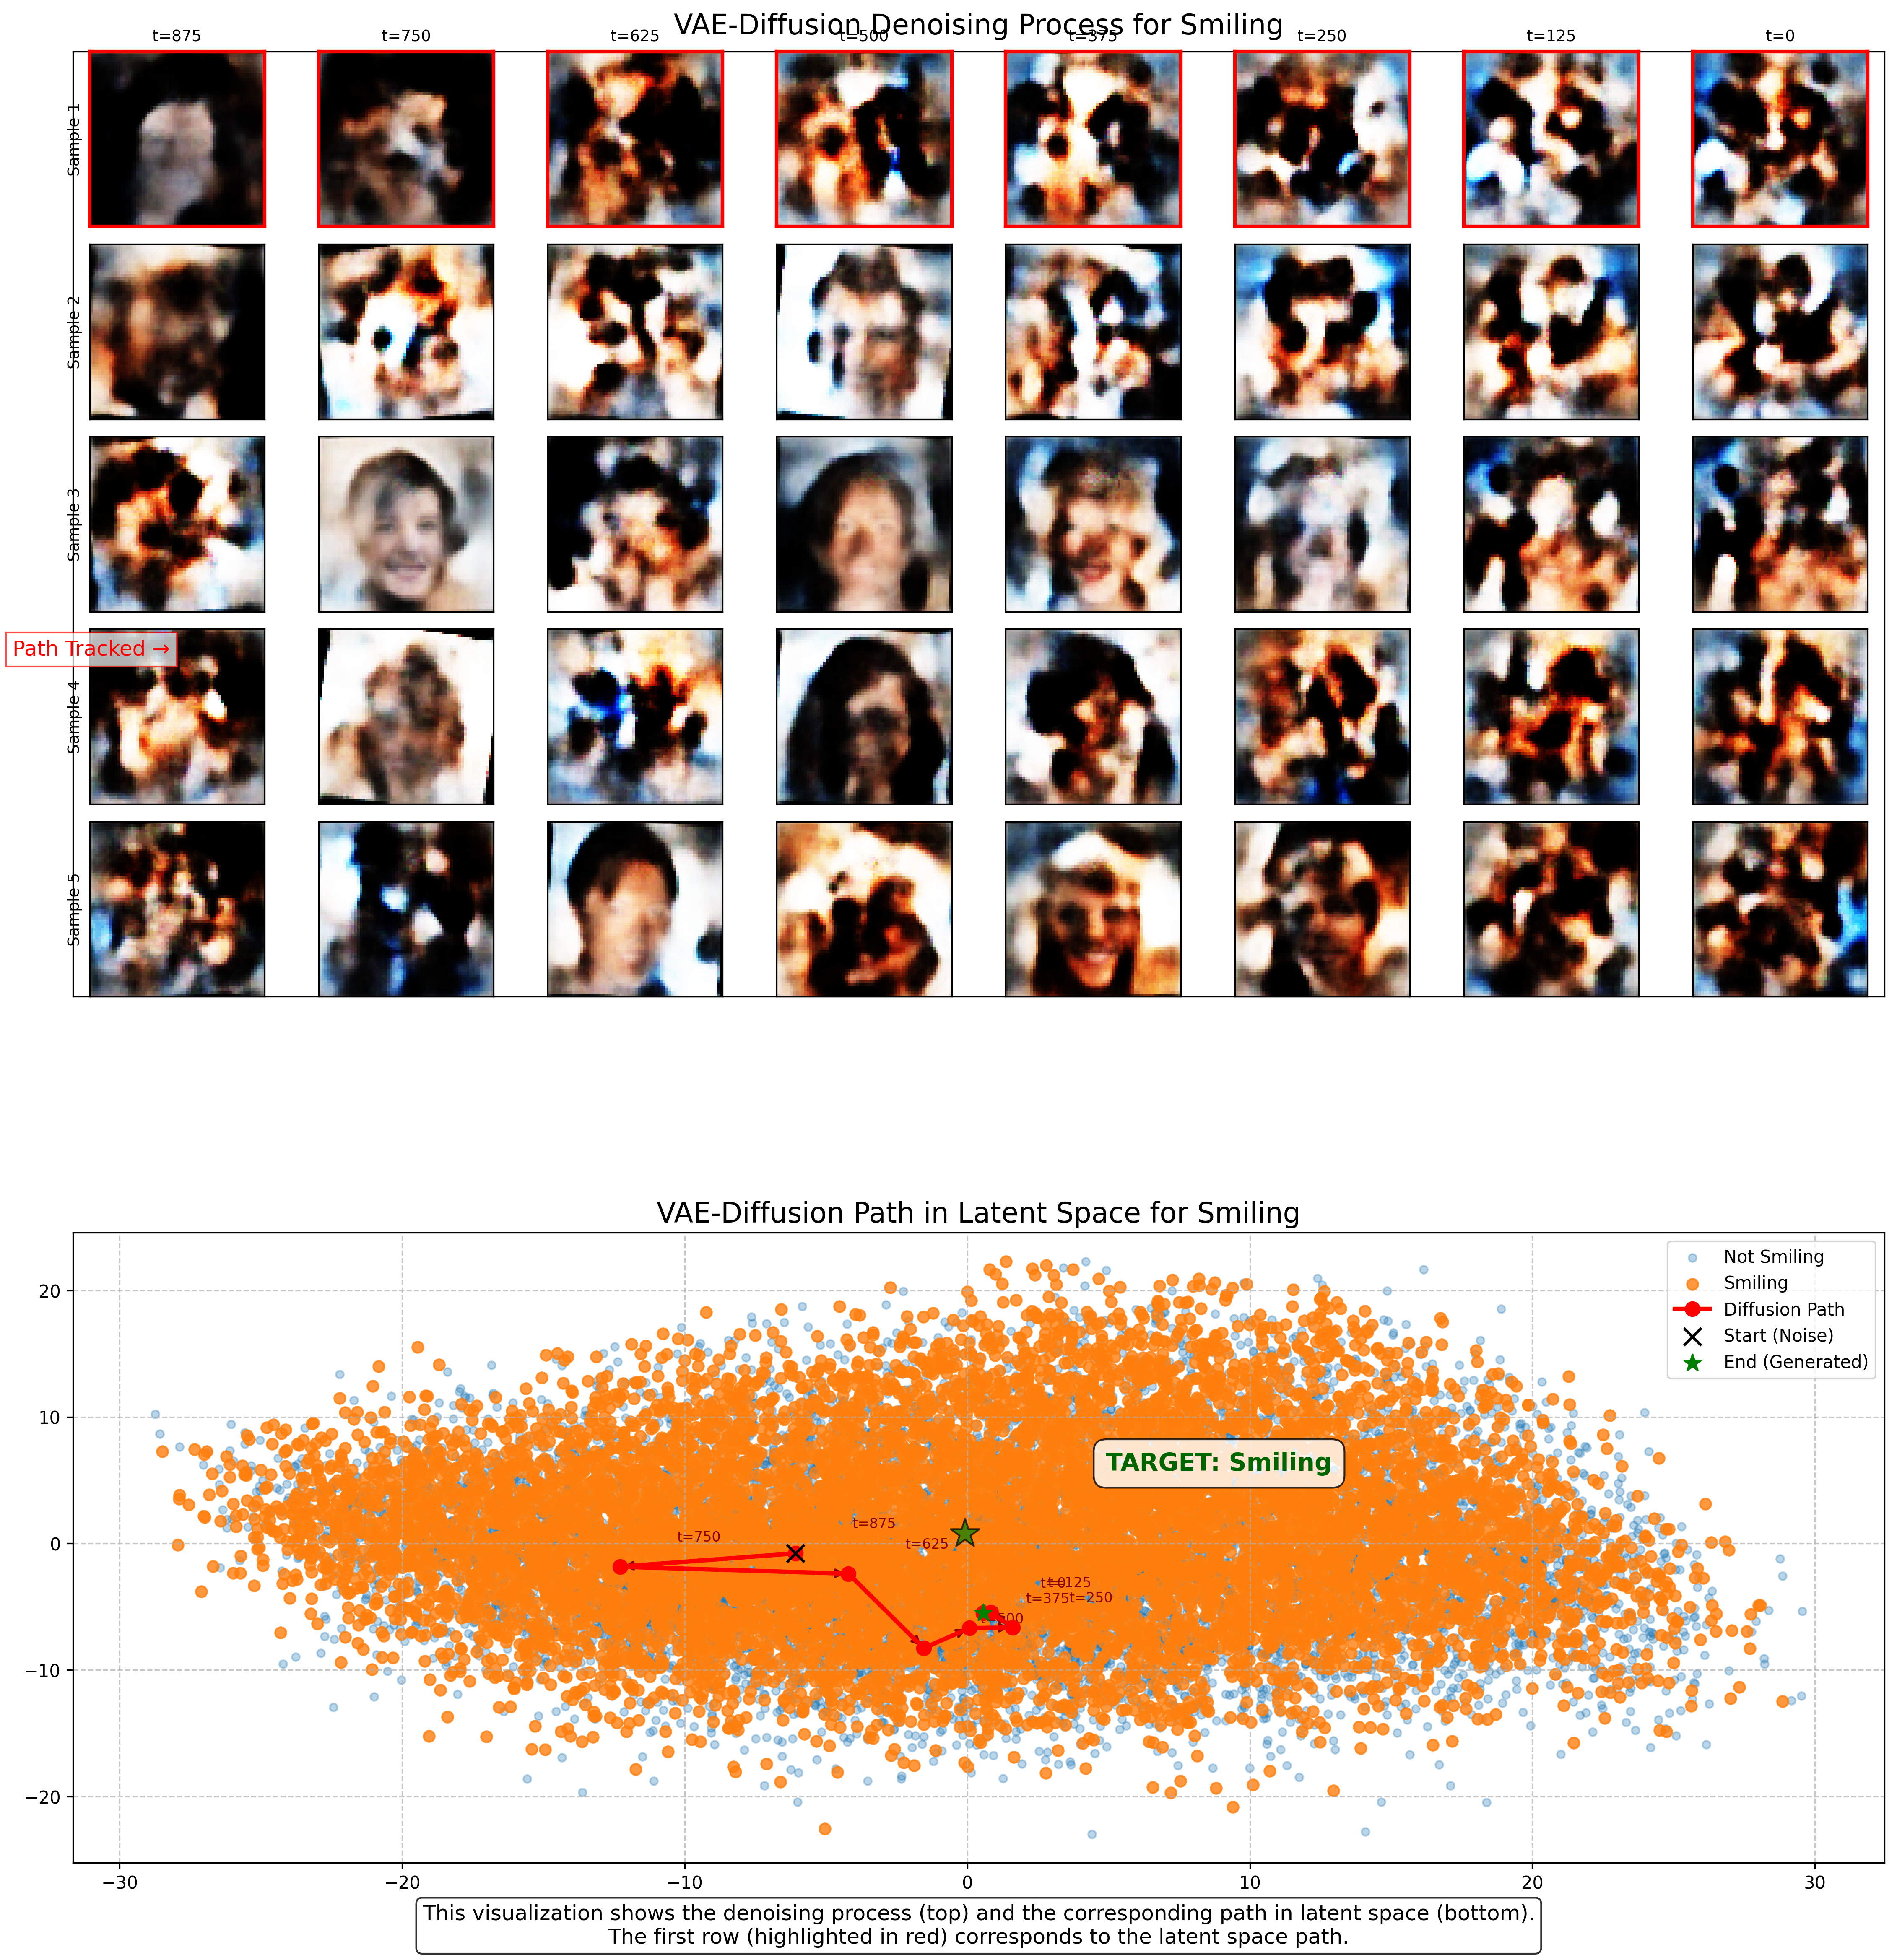 VAE-Diffusion Denoising Process for Smiling
t=875
t=750
t=625
t=500
t=375
t=250
t=125
t=0
Sample 1
Sample 2
Sample 3
Path Tracked →
Sample 4
Sample 5
VAE-Diffusion Path in Latent Space for Smiling
Not Smiling
Smiling
Diffusion Path
Start (Noise)
End (Generated)
TARGET: Smiling
t=875
t=750
t=625
t=125
t=375
t=250
20
10
0
−10
−20
−30
−20
−10
0
10
20
30
This visualization shows the denoising process (top) and the corresponding path in latent space (bottom).
The first row (highlighted in red) corresponds to the latent space path.